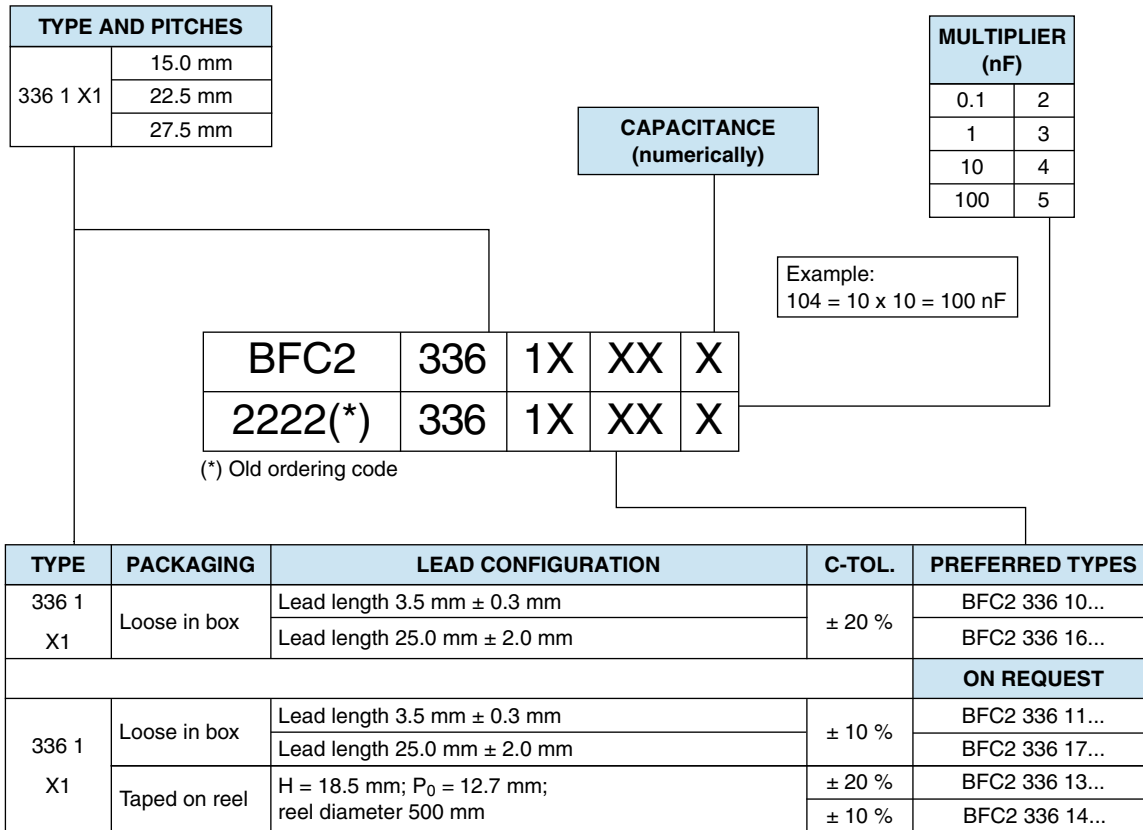 TYPE AND PITCHES
336 1 X1
15.0 mm
22.5 mm
27.5 mm
MULTIPLIER
(nF)
0.1 2
1 3
10 4
100 5
CAPACITANCE
(numerically)
Example:
104 = 10 x 10 = 100 nF
BFC2 336 1X XX X
2222(*) 336 1X XX X
(*) Old ordering code
TYPE PACKAGING LEAD CONFIGURATION C-TOL. PREFERRED TYPES
336 1
X1
Loose in box
Lead length 3.5 mm ± 0.3 mm
Lead length 25.0 mm ± 2.0 mm
± 20 %
BFC2 336 10...
BFC2 336 16...
ON REQUEST
336 1
X1
Loose in box
Lead length 3.5 mm ± 0.3 mm
Lead length 25.0 mm ± 2.0 mm
± 10 %
BFC2 336 11...
BFC2 336 17...
Taped on reel
H = 18.5 mm; P₀ = 12.7 mm;
reel diameter 500 mm
± 20 %
BFC2 336 13...
± 10 %
BFC2 336 14...